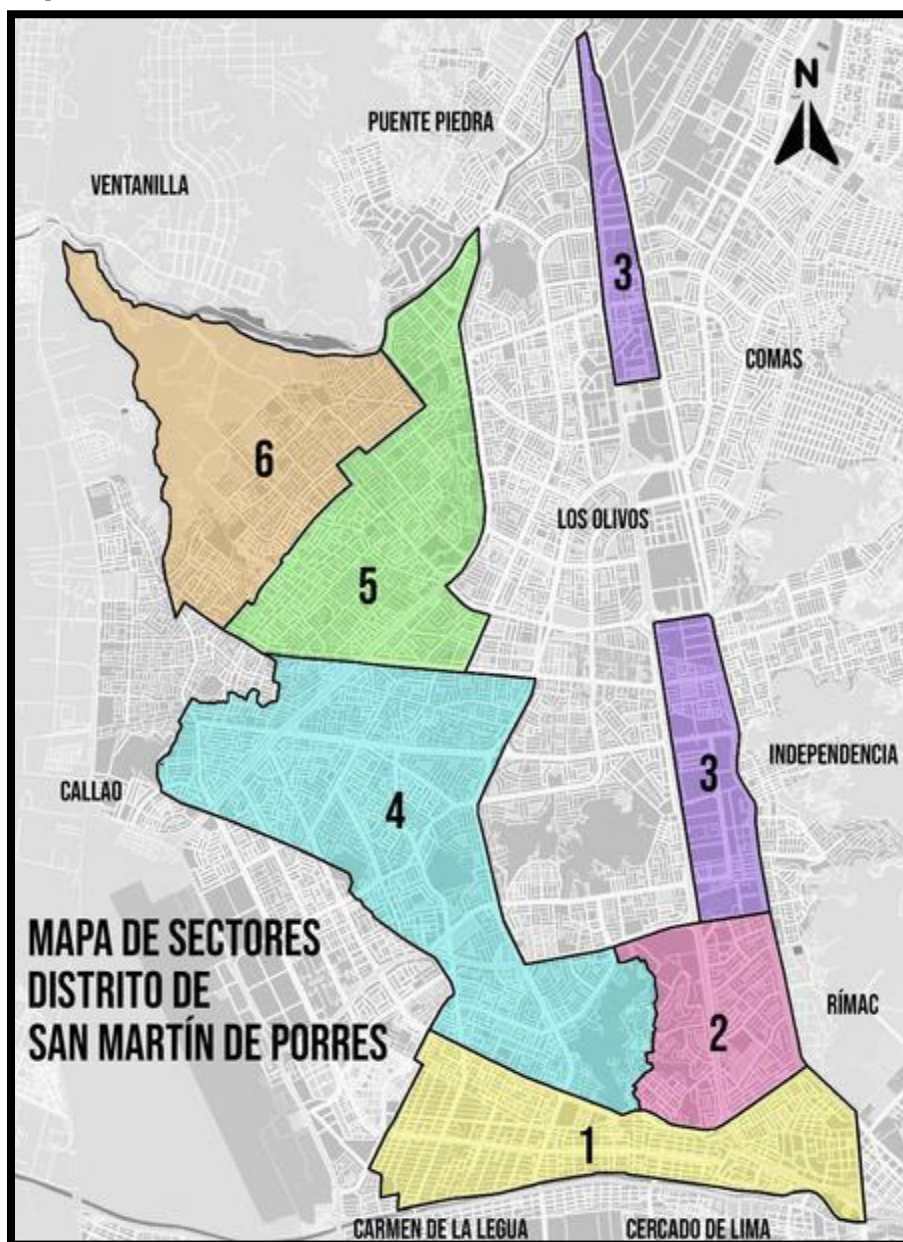 N
PUENTE PIEDRA
VENTANILLA
3
COMAS
6
LOS OLIVOS
5
INDEPENDENCIA
3
CALLAO
4
MAPA DE SECTORES
DISTRITO DE
SAN MARTÍN DE PORRES
RÍMAC
2
1
CARMEN DE LA LEGUA
CERCADO DE LIMA